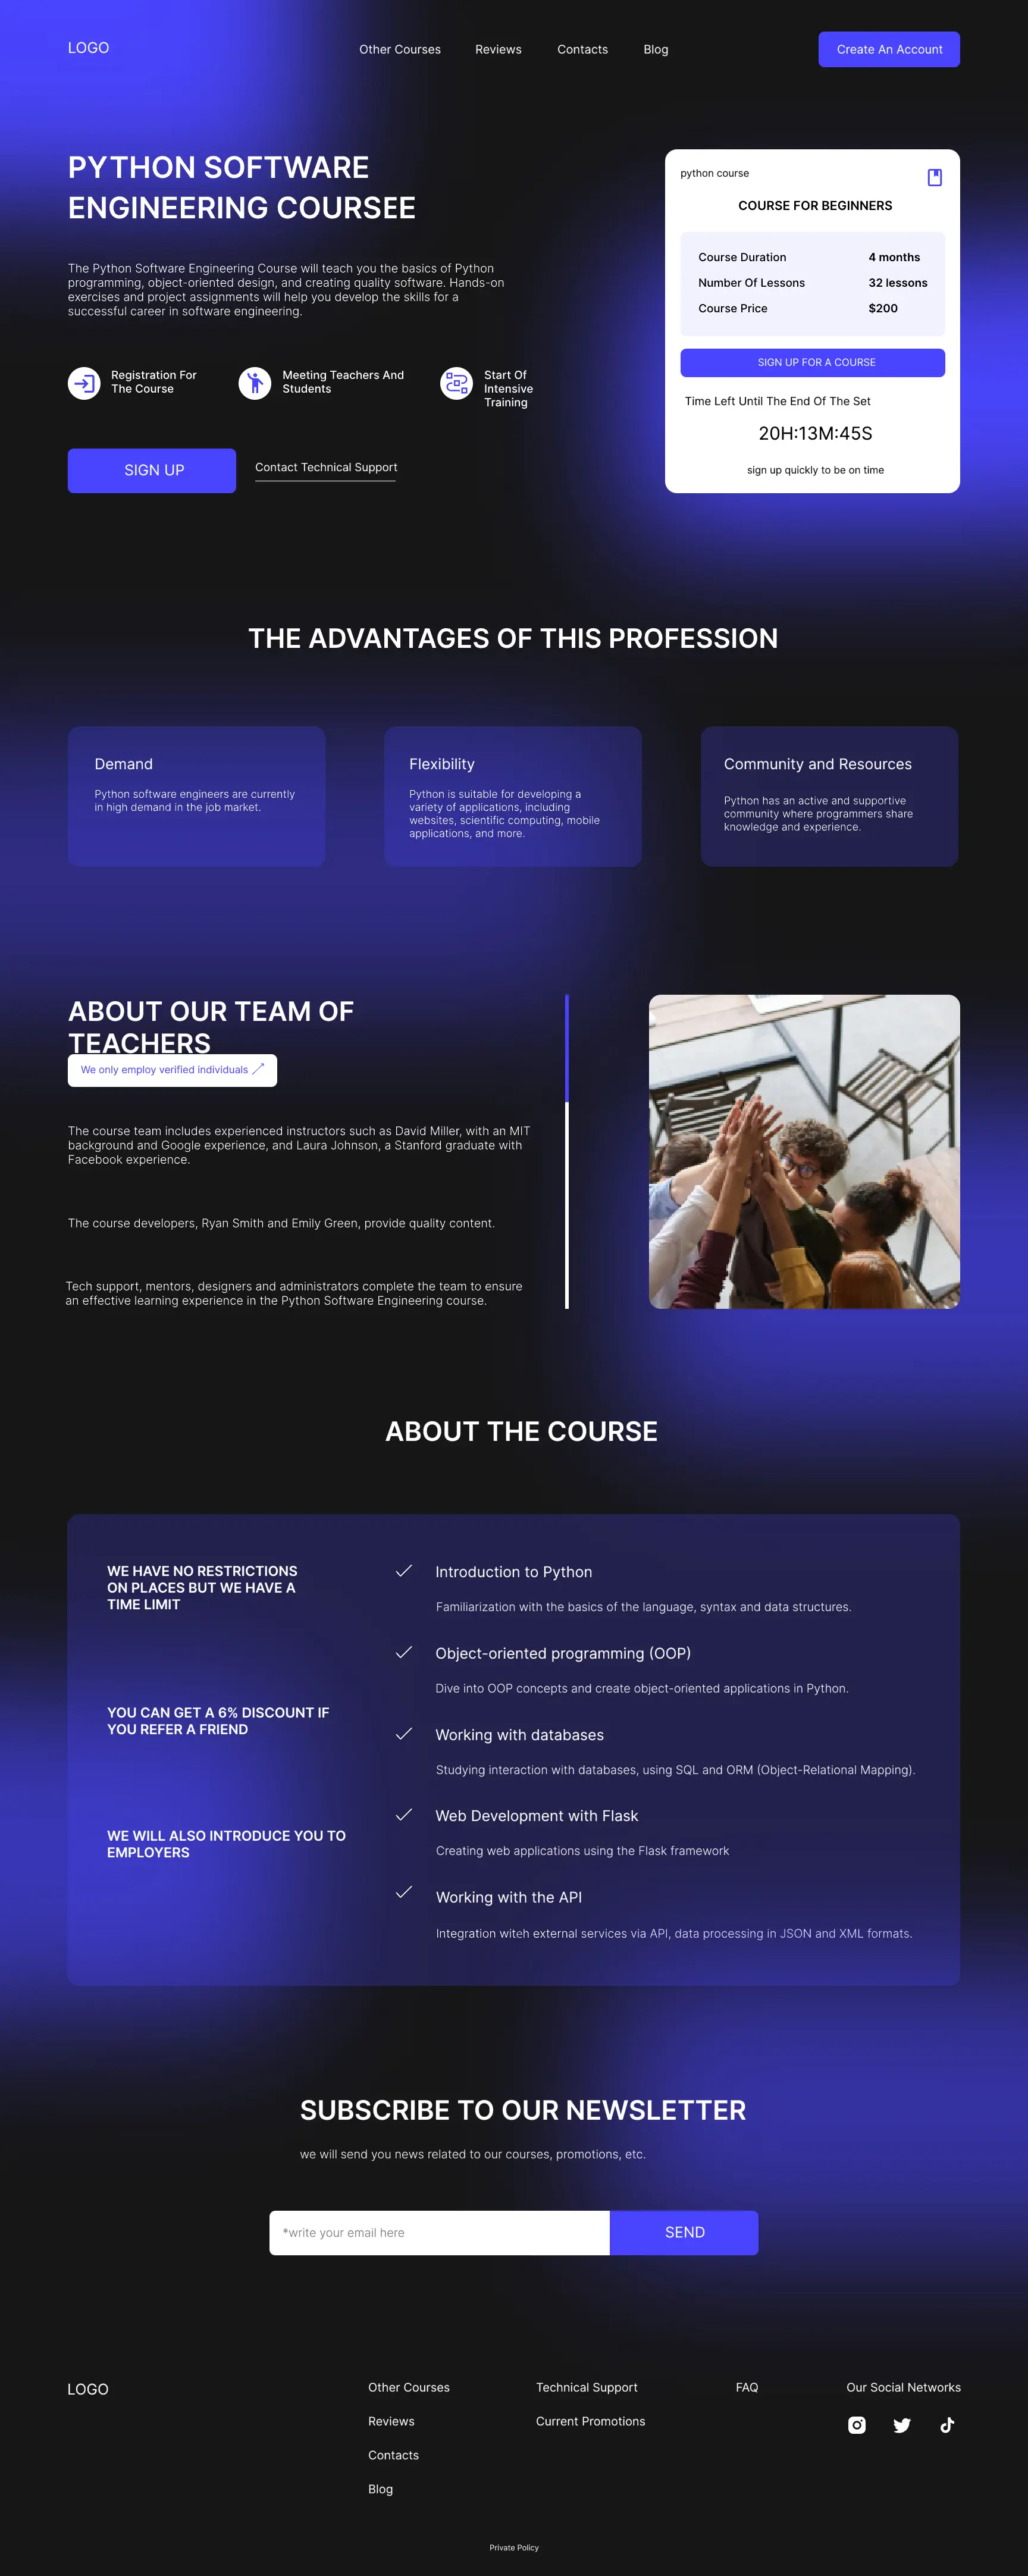 LOGO
Other Courses
Reviews
Contacts
Blog
Create An Account
PYTHON SOFTWARE
ENGINEERING COURSEE
The Python Software Engineering Course will teach you the basics of Python
programming, object-oriented design, and creating quality software. Hands-on
exercises and project assignments will help you develop the skills for a
successful career in software engineering.
Registration For
The Course
Meeting Teachers And
Students
Start Of
Intensive
Training
SIGN UP
Contact Technical Support
python course
COURSE FOR BEGINNERS
Course Duration
4 months
Number Of Lessons
32 lessons
Course Price
$200
SIGN UP FOR A COURSE
Time Left Until The End Of The Set
20H:13M:45S
sign up quickly to be on time
THE ADVANTAGES OF THIS PROFESSION
Demand
Python software engineers are currently
in high demand in the job market.
Flexibility
Python is suitable for developing a
variety of applications, including
websites, scientific computing, mobile
applications, and more.
Community and Resources
Python has an active and supportive
community where programmers share
knowledge and experience.
ABOUT OUR TEAM OF
TEACHERS
We only employ verified individuals
The course team includes experienced instructors such as David Miller, with an MIT
background and Google experience, and Laura Johnson, a Stanford graduate with
Facebook experience.
The course developers, Ryan Smith and Emily Green, provide quality content.
Tech support, mentors, designers and administrators complete the team to ensure
an effective learning experience in the Python Software Engineering course.
ABOUT THE COURSE
WE HAVE NO RESTRICTIONS
ON PLACES BUT WE HAVE A
TIME LIMIT
YOU CAN GET A 6% DISCOUNT IF
YOU REFER A FRIEND
WE WILL ALSO INTRODUCE YOU TO
EMPLOYERS
Introduction to Python
Familiarization with the basics of the language, syntax and data structures.
Object-oriented programming (OOP)
Dive into OOP concepts and create object-oriented applications in Python.
Working with databases
Studying interaction with databases, using SQL and ORM (Object-Relational Mapping).
Web Development with Flask
Creating web applications using the Flask framework
Working with the API
Integration witeh external services via API, data processing in JSON and XML formats.
SUBSCRIBE TO OUR NEWSLETTER
we will send you news related to our courses, promotions, etc.
*write your email here
SEND
LOGO
Other Courses
Reviews
Contacts
Blog
Technical Support
Current Promotions
FAQ
Our Social Networks
Private Policy